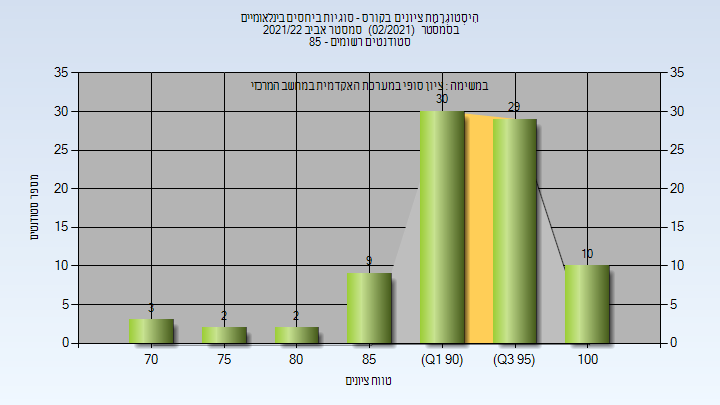 היסטוגרמת ציונים בקורס - סוגיות ביחסים בינלאומיים
בסמסטר (02/2021) סמסטר אביב 2021/22
סטודנטים רשומים - 85
במשימה : ציון סופי במערכת האקדמית במחשב המרכזי
35 35
30 30
25 25
20 20
15 15
10 10
5 5
0 0
3 2 2 9 30 29 10
מספר סטודנטים
70 75 80 85 (Q1 90) (Q3 95) 100
טווח ציונים